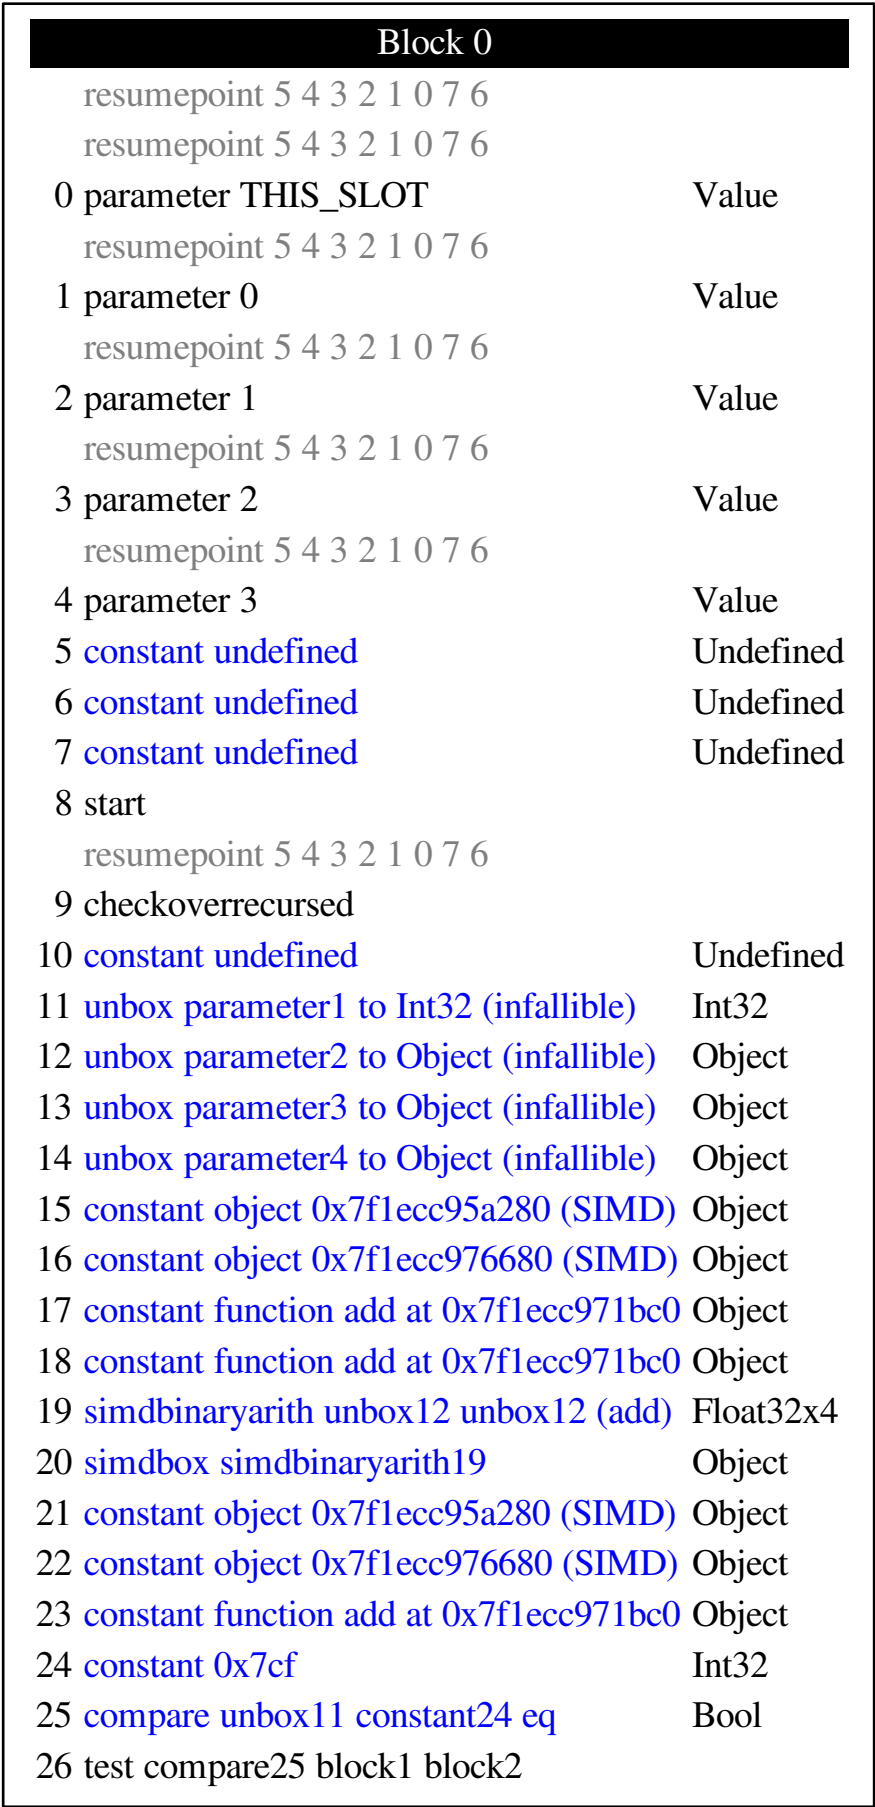 Block 0
resumepoint 5 4 3 2 1 0 7 6
resumepoint 5 4 3 2 1 0 7 6
0 parameter THIS_SLOT Value
resumepoint 5 4 3 2 1 0 7 6
1 parameter 0 Value
resumepoint 5 4 3 2 1 0 7 6
2 parameter 1 Value
resumepoint 5 4 3 2 1 0 7 6
3 parameter 2 Value
resumepoint 5 4 3 2 1 0 7 6
4 parameter 3 Value
5 constant undefined Undefined
6 constant undefined Undefined
7 constant undefined Undefined
8 start
resumepoint 5 4 3 2 1 0 7 6
9 checkoverrecursed
10 constant undefined Undefined
11 unbox parameter1 to Int32 (infallible) Int32
12 unbox parameter2 to Object (infallible) Object
13 unbox parameter3 to Object (infallible) Object
14 unbox parameter4 to Object (infallible) Object
15 constant object 0x7f1ecc95a280 (SIMD) Object
16 constant object 0x7f1ecc976680 (SIMD) Object
17 constant function add at 0x7f1ecc971bc0 Object
18 constant function add at 0x7f1ecc971bc0 Object
19 simdbinaryarith unbox12 unbox12 (add) Float32x4
20 simdbox simdbinaryarith19 Object
21 constant object 0x7f1ecc95a280 (SIMD) Object
22 constant object 0x7f1ecc976680 (SIMD) Object
23 constant function add at 0x7f1ecc971bc0 Object
24 constant 0x7cf Int32
25 compare unbox11 constant24 eq Bool
26 test compare25 block1 block2